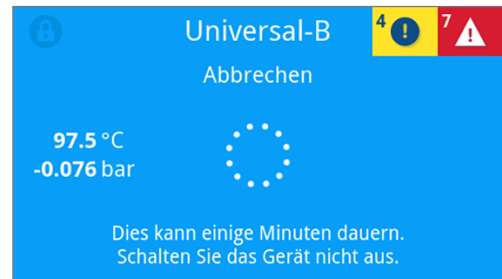 Universal-B
4
7
Abbrechen
97.5 °C
-0.076 bar
Dies kann einige Minuten dauern.
Schalten Sie das Gerät nicht aus.